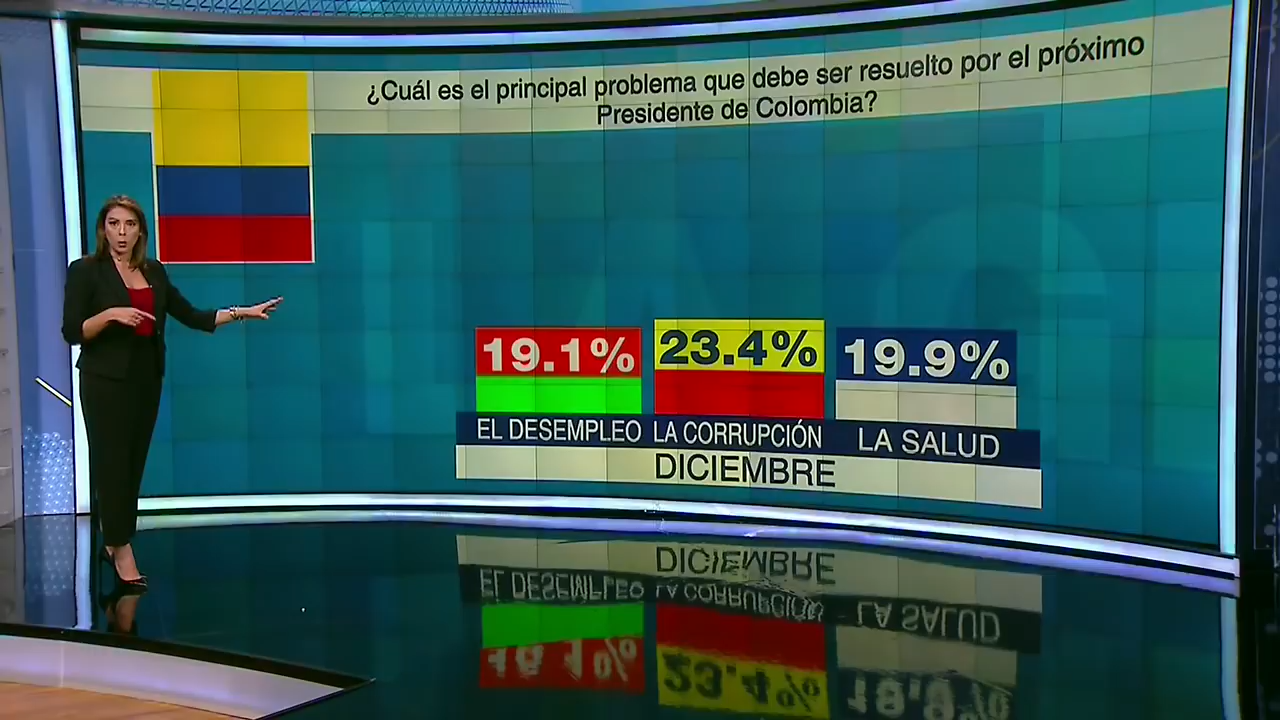 ¿Cuál es el principal problema que debe ser resuelto por el próximo
Presidente de Colombia?
19.1% 23.4% 19.9%
EL DESEMPLEO LA CORRUPCIÓN LA SALUD
DICIEMBRE